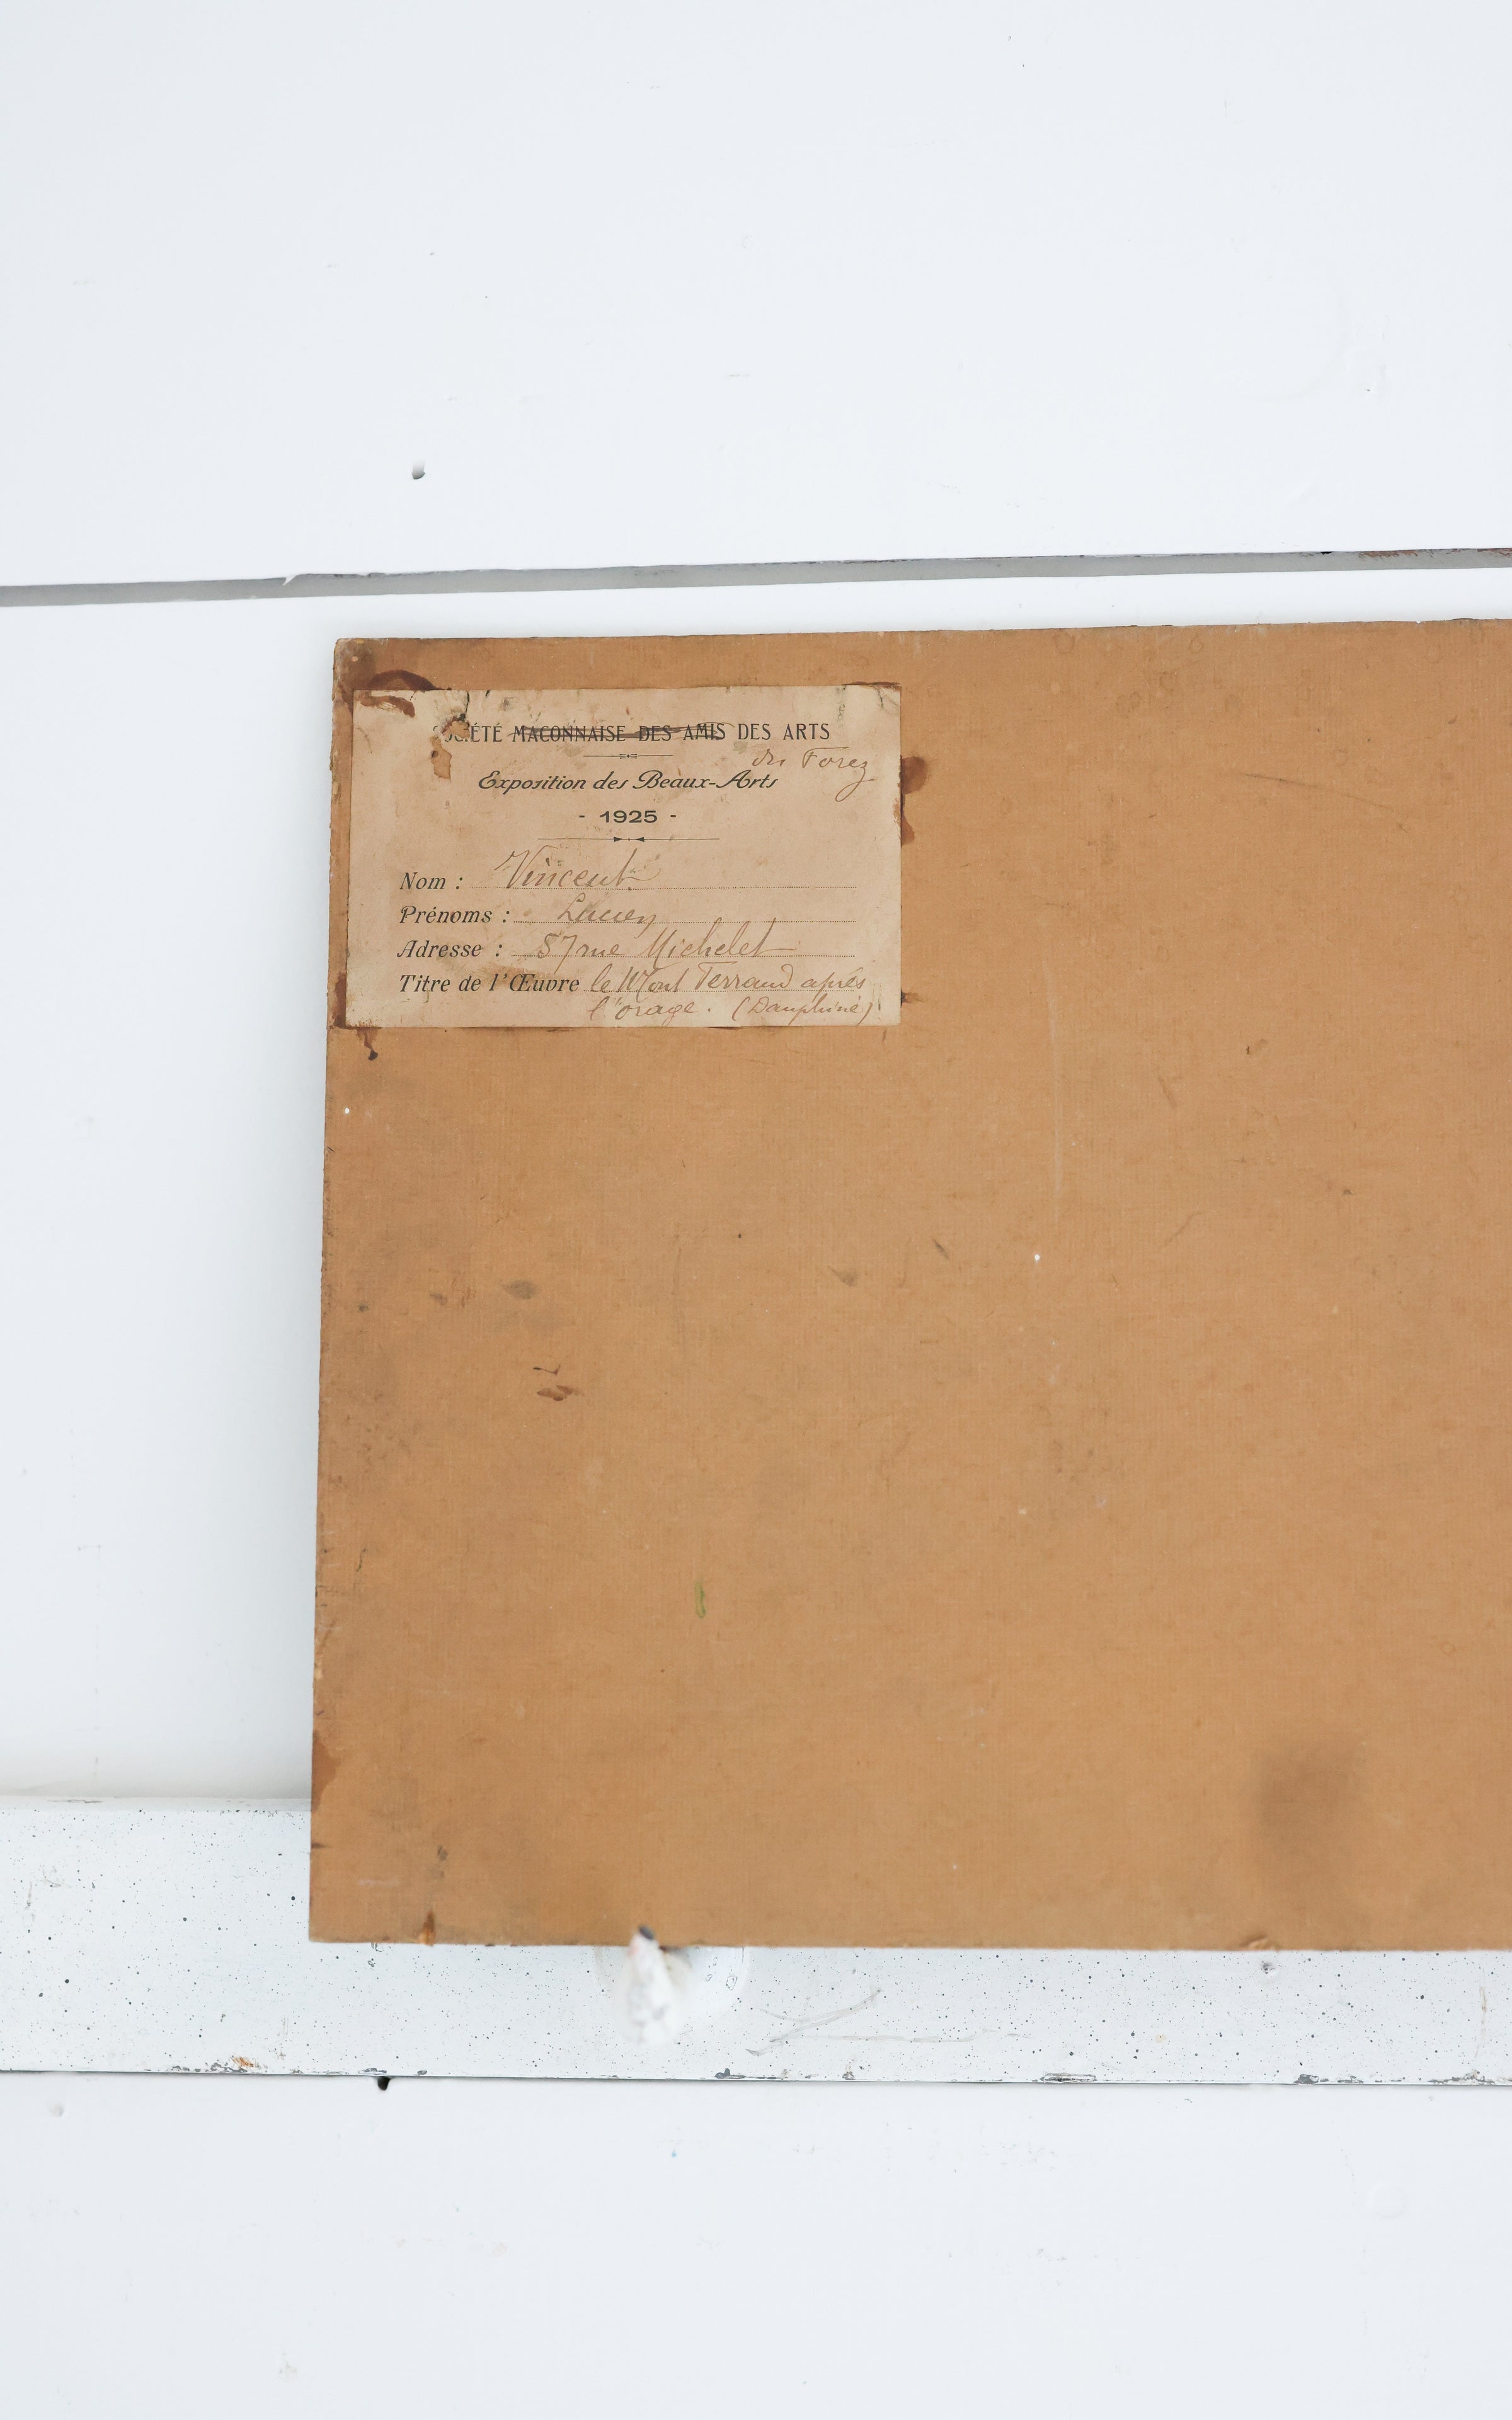 SOCIÉTÉ MACONNAISE DES AMIS DES ARTS
du Forez
Exposition des Beaux-Arts
- 1925 -
Nom : Vincent
Prénoms : Lucien
Adresse : 57 rue Michelet
Titre de l'Œuvre le Mont Ferrand après
l'orage. (Dauphiné)